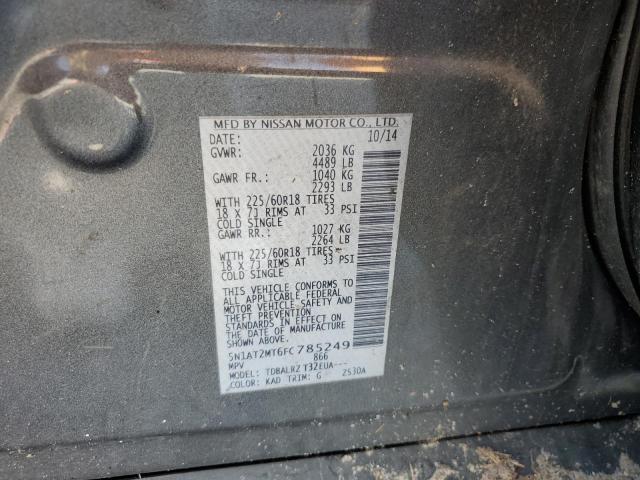 MFD BY NISSAN MOTOR CO., LTD.
DATE: 10/14
GVWR: 2036 KG
4489 LB
GAWR FR.: 1040 KG
2293 LB
WITH 225/60R18 TIRES
18 X 7J RIMS AT 33 PSI
COLD SINGLE
GAWR RR.: 1027 KG
2264 LB
WITH 225/60R18 TIRES
18 X 7J RIMS AT 33 PSI
COLD SINGLE
THIS VEHICLE CONFORMS TO
ALL APPLICABLE FEDERAL
MOTOR VEHICLE SAFETY AND
THEFT PREVENTION
STANDARDS IN EFFECT ON
THE DATE OF MANUFACTURE
SHOWN ABOVE.
5N1AT2MT6FC785249
MPV 866
MODEL: TDBALRZ T32EUA---
COLOR: KAD TRIM: G 2530A